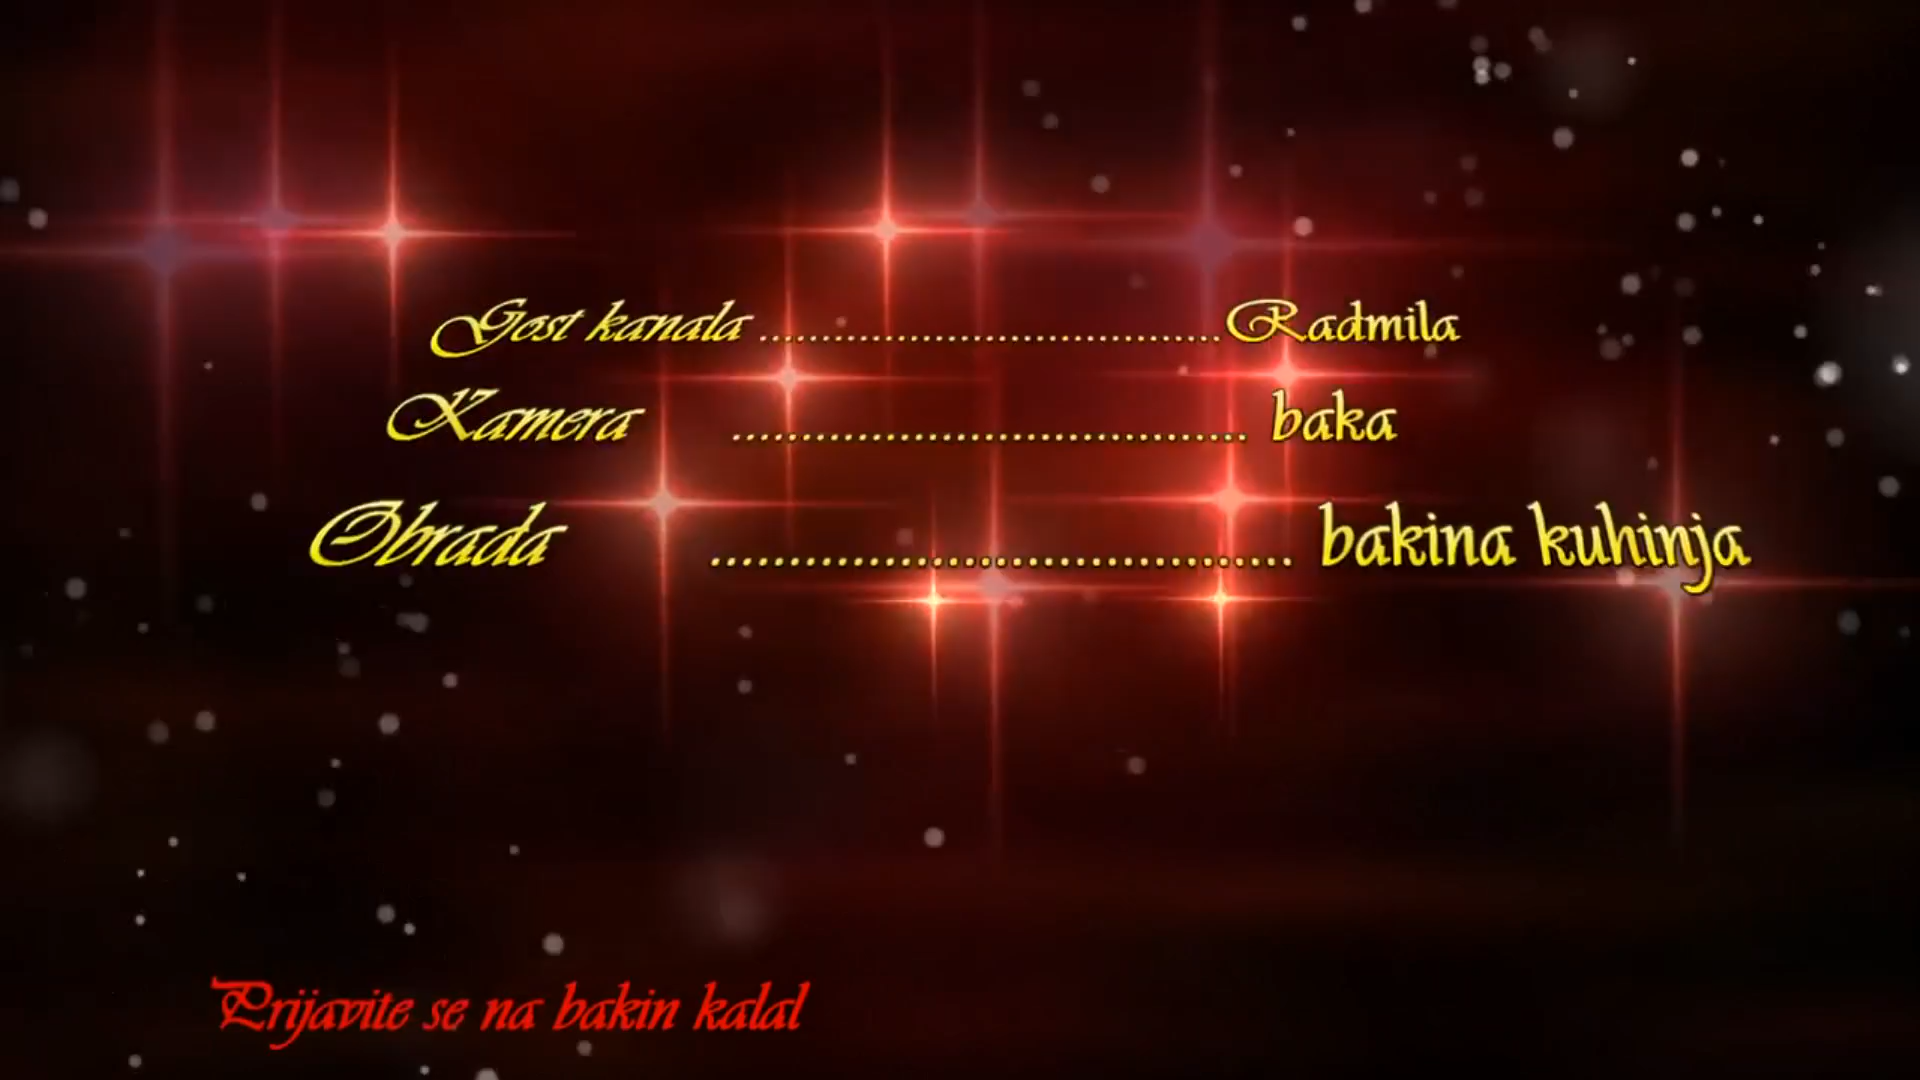 Gost kanala ..................................... Radmila
Kamera ..................................... baka
Obrada ..................................... bakina kuhinja
Prijavite se na bakin kalal